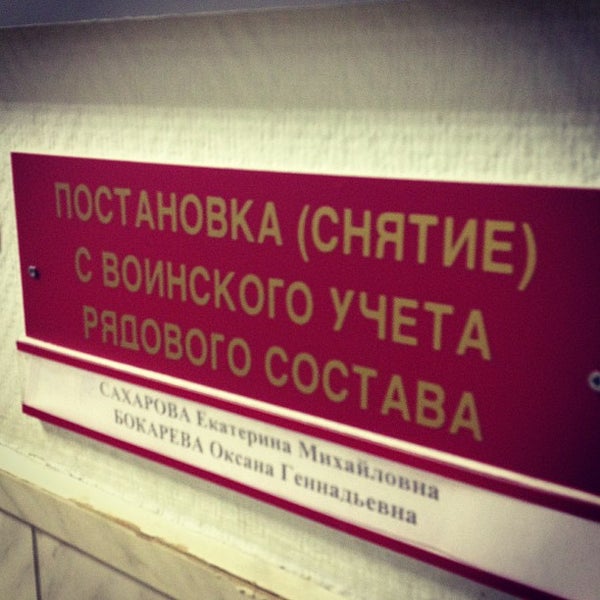 ПОСТАНОВКА (СНЯТИЕ)
С ВОИНСКОГО УЧЕТА
РЯДОВОГО СОСТАВА
САХАРОВА Екатерина Михайловна
БОКАРЕВА Оксана Геннадьевна